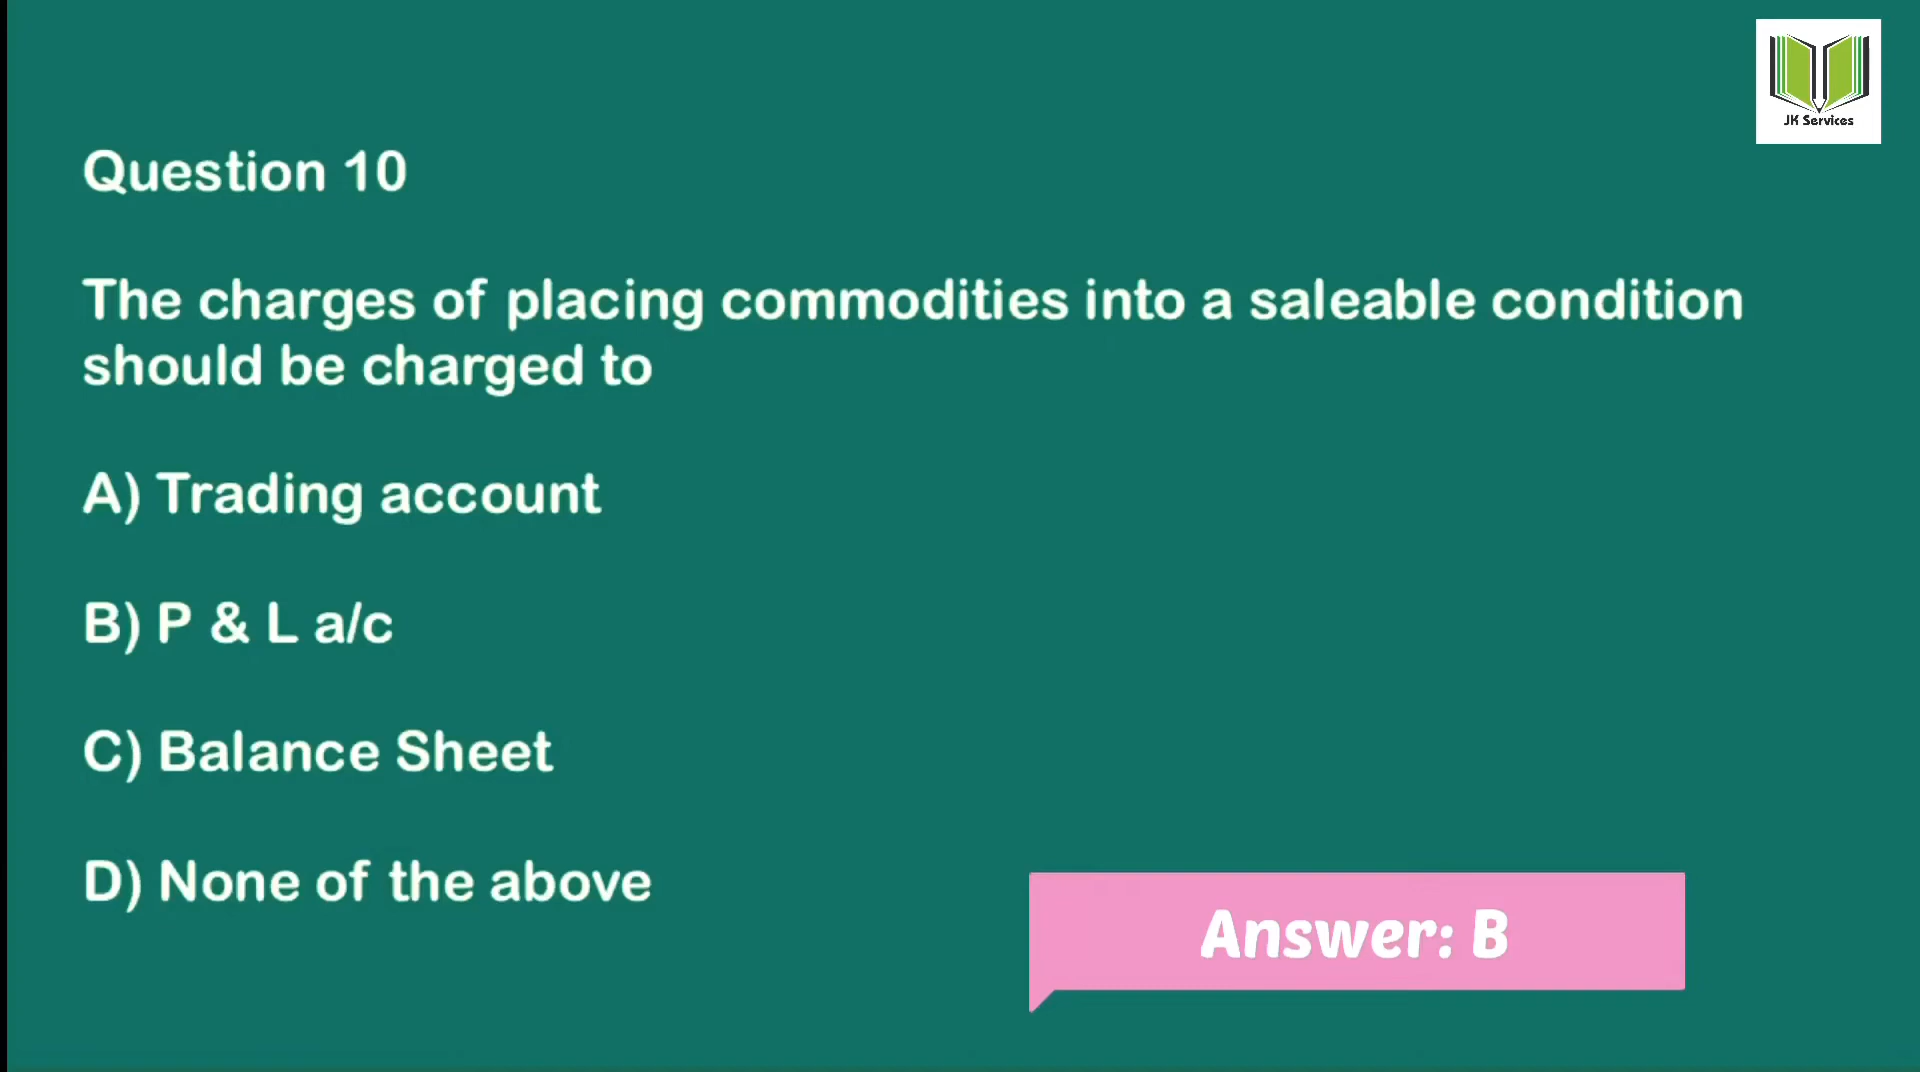 JK Services
Question 10
The charges of placing commodities into a saleable condition
should be charged to
A) Trading account
B) P & L a/c
C) Balance Sheet
D) None of the above
Answer: B